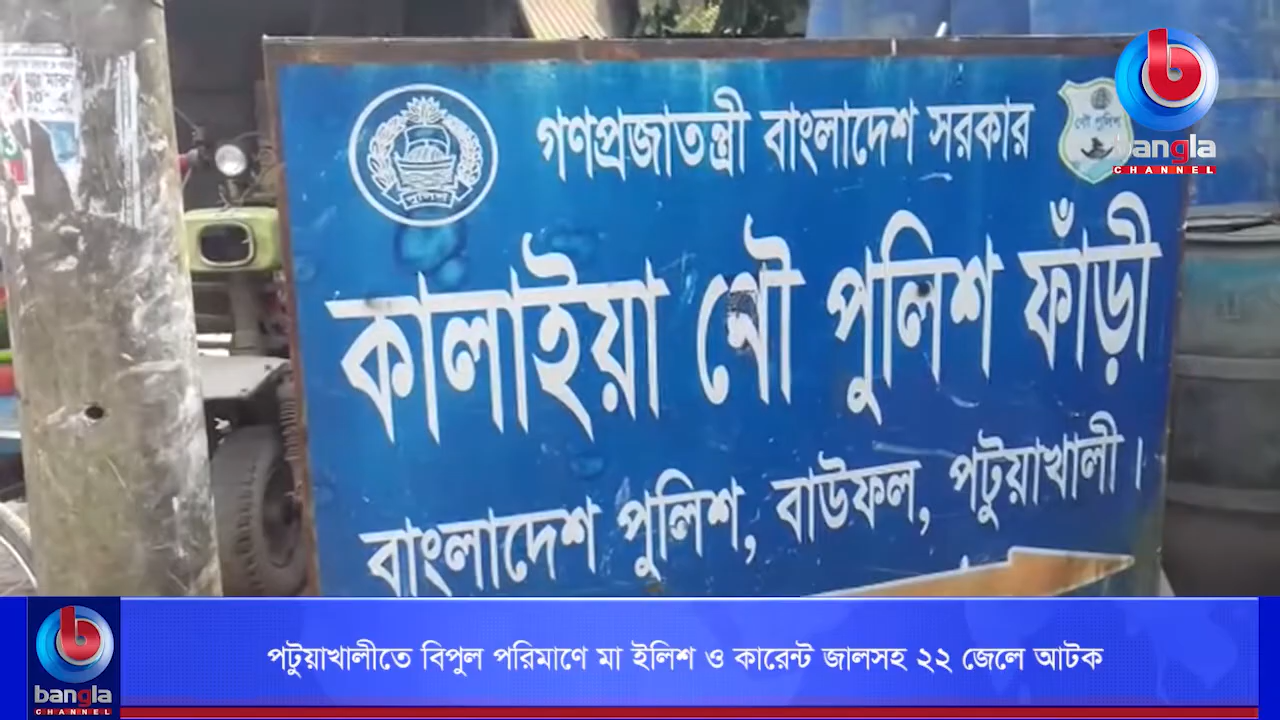 গণপ্রজাতন্ত্রী বাংলাদেশ সরকার
পুলিশ
নৌ পুলিশ
কালাইয়া নৌ পুলিশ ফাঁড়ী
বাংলাদেশ পুলিশ, বাউফল, পটুয়াখালী।
bangla
CHANNEL
পটুয়াখালীতে বিপুল পরিমাণে মা ইলিশ ও কারেন্ট জালসহ ২২ জেলে আটক
bangla
CHANNEL